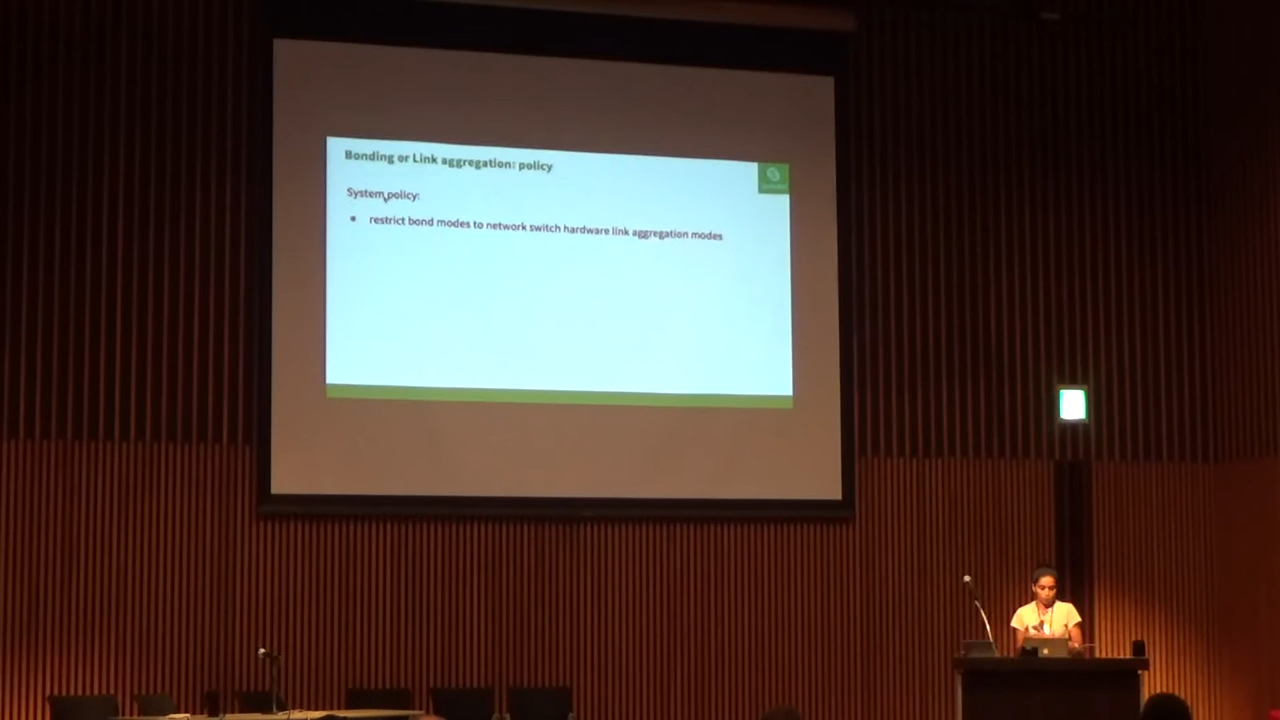 Bonding or Link aggregation: policy
System policy:
• restrict bond modes to network switch hardware link aggregation modes